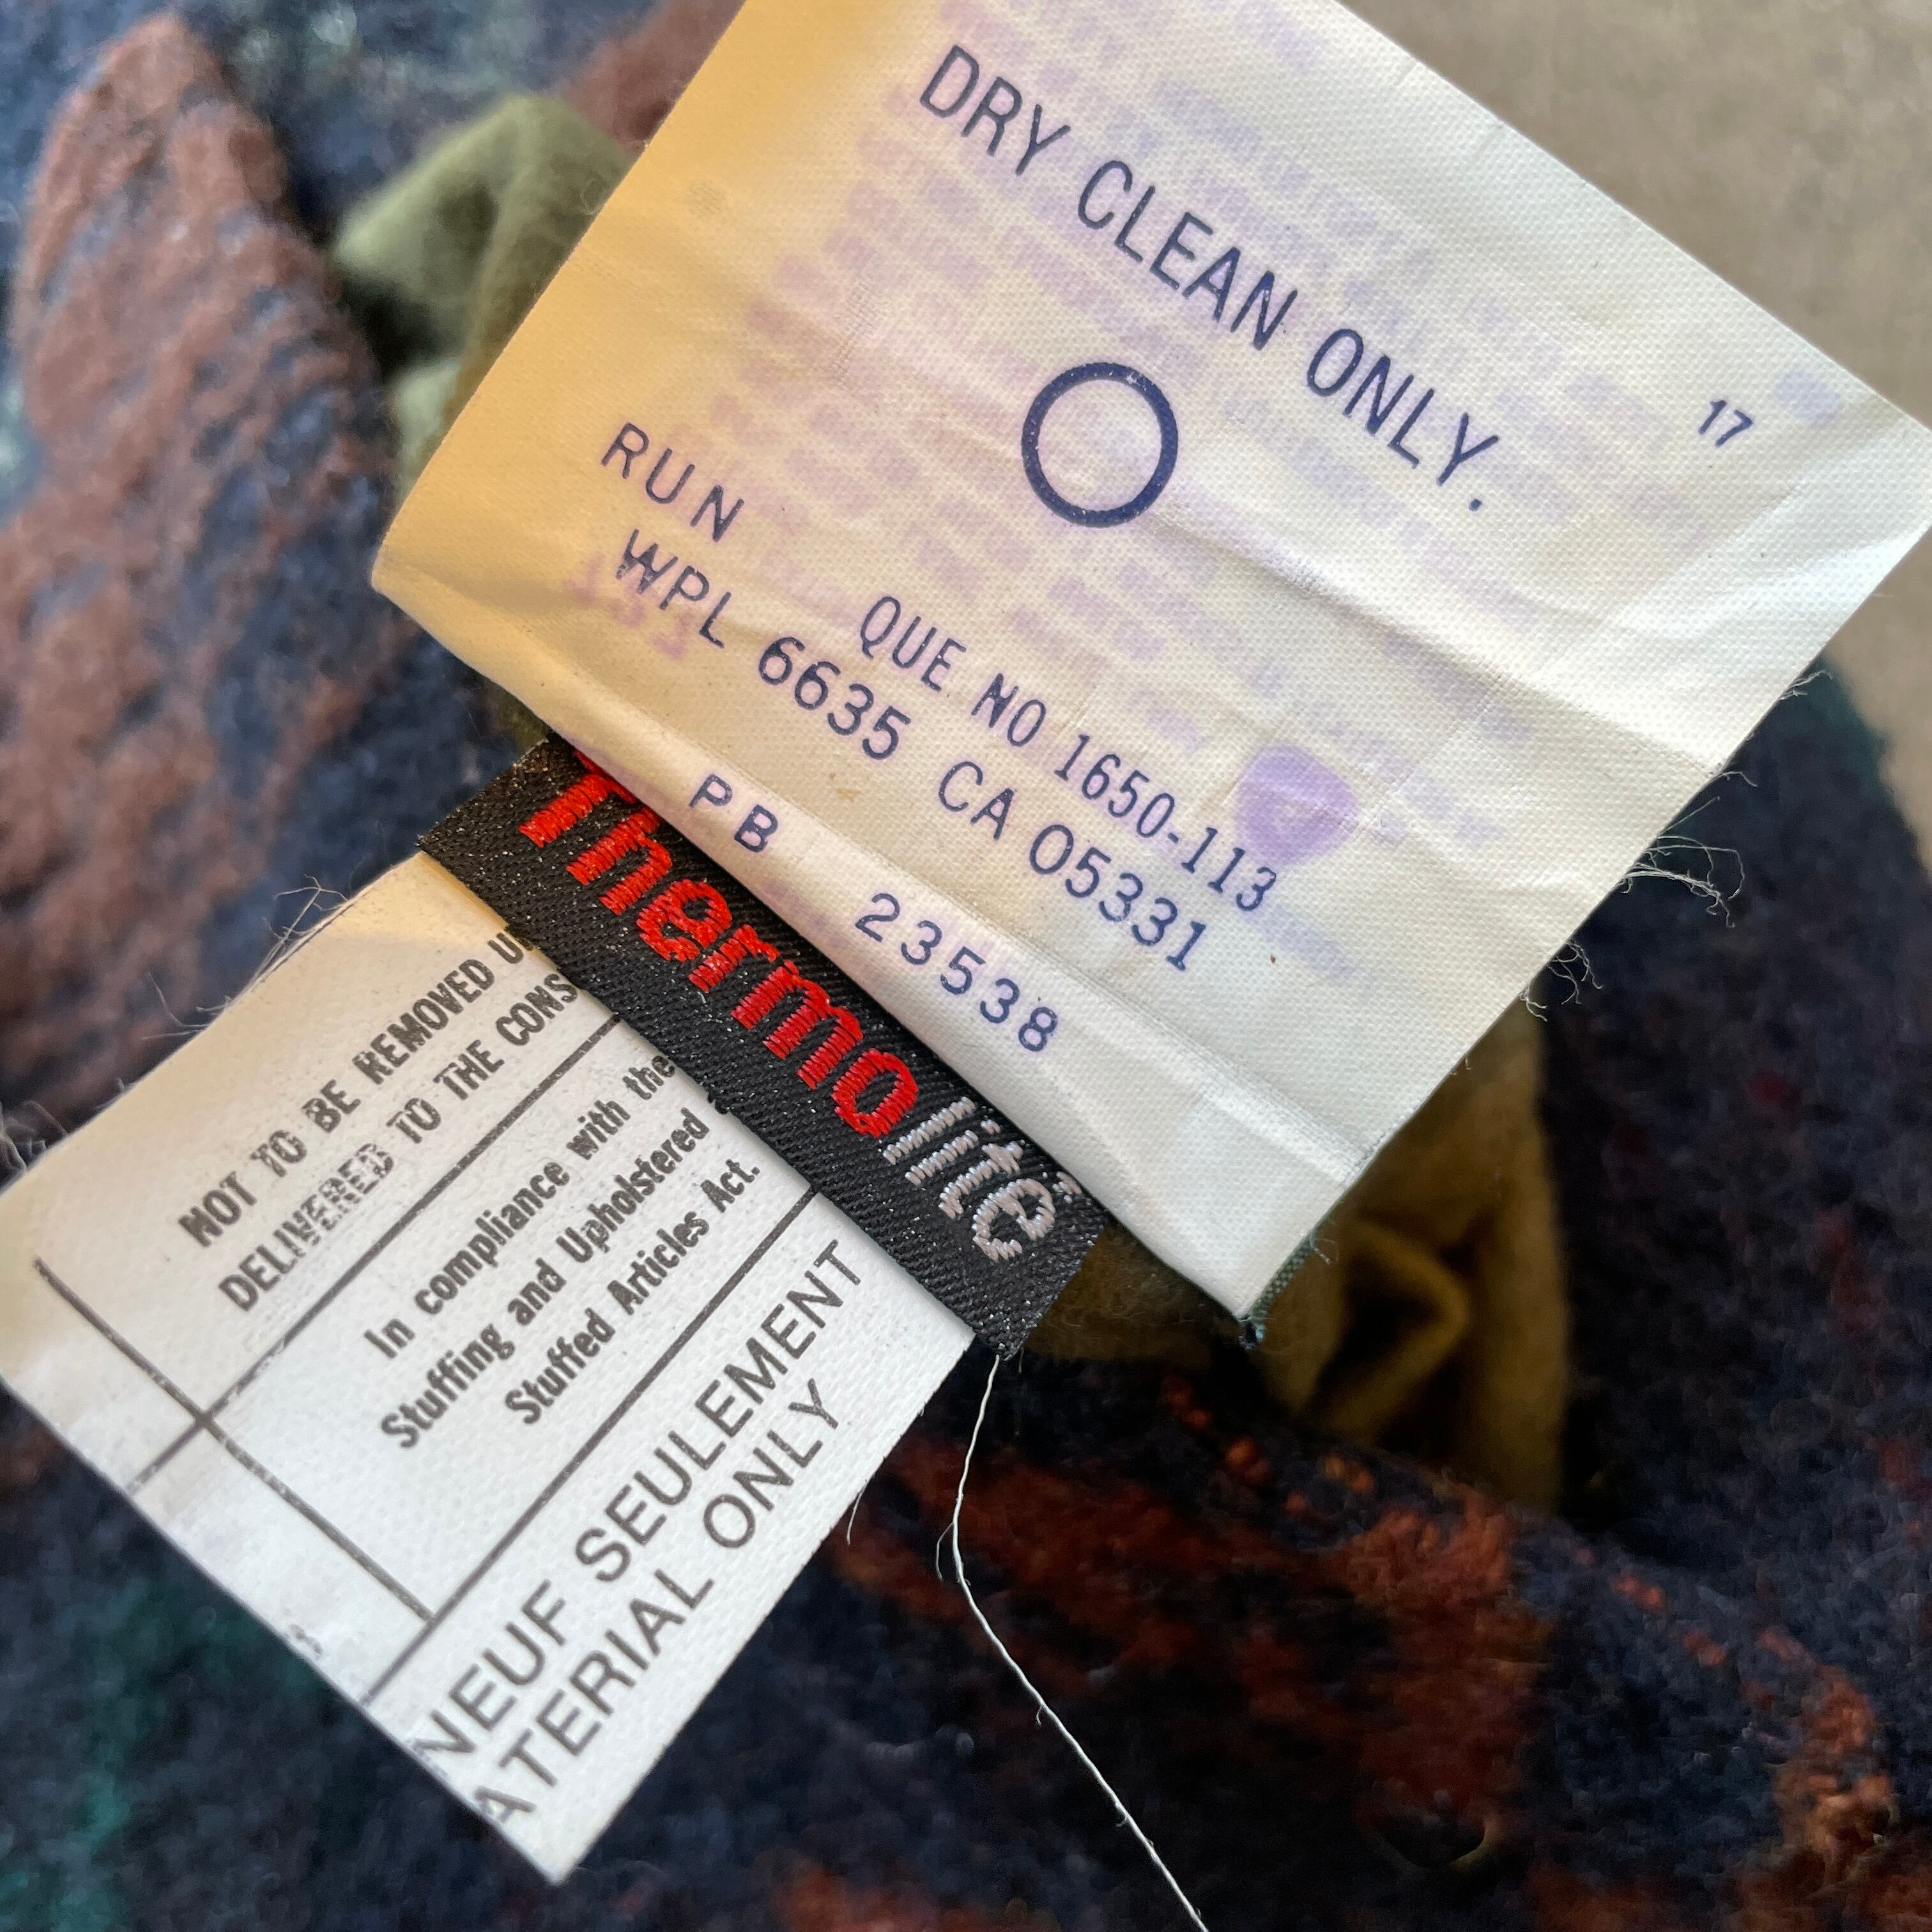 DRY CLEAN ONLY.
17
RUN
QUE NO 1650-113
WPL 6635 CA 05331
PB 23538
Thermolite
NOT TO BE REMOVED
DELIVERED TO THE
In compliance with the
Stuffing and Upholstered
Stuffed Articles Act.
NEUF SEULEMENT
ATERIAL ONLY